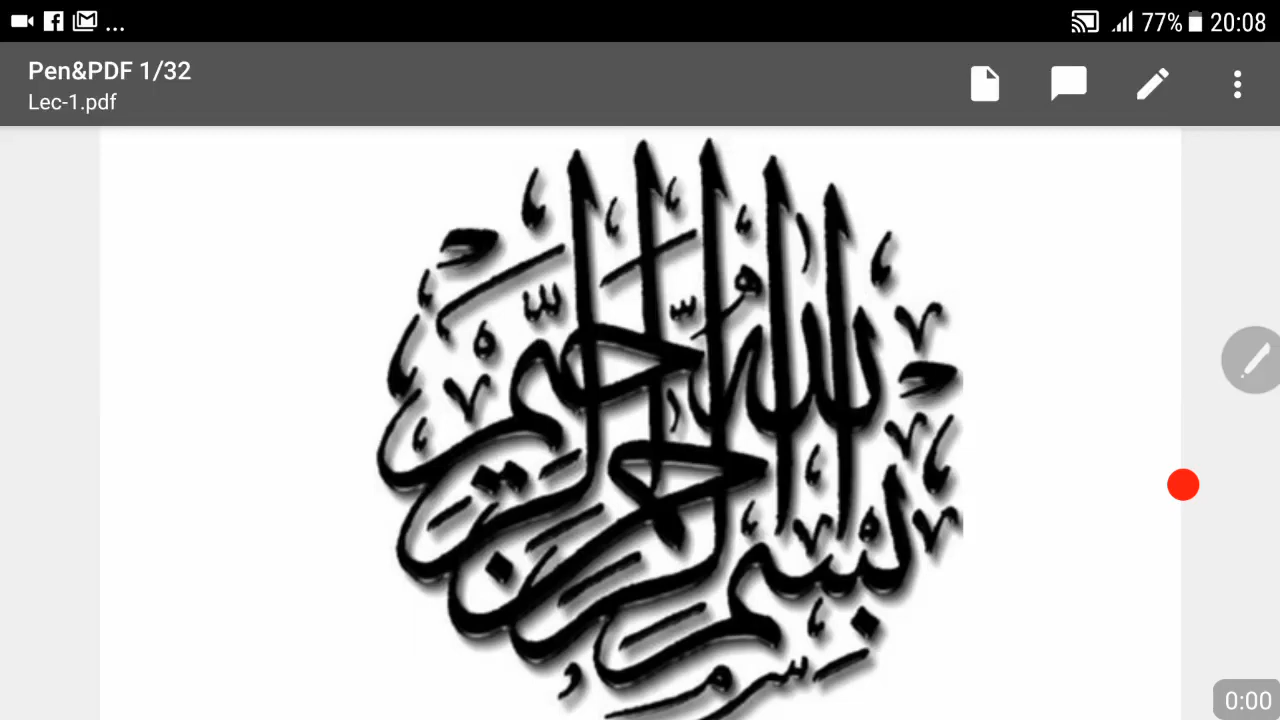 ... 77% 20:08
Pen&PDF 1/32
Lec-1.pdf
بسم الله الرحمن الرحيم
0:00